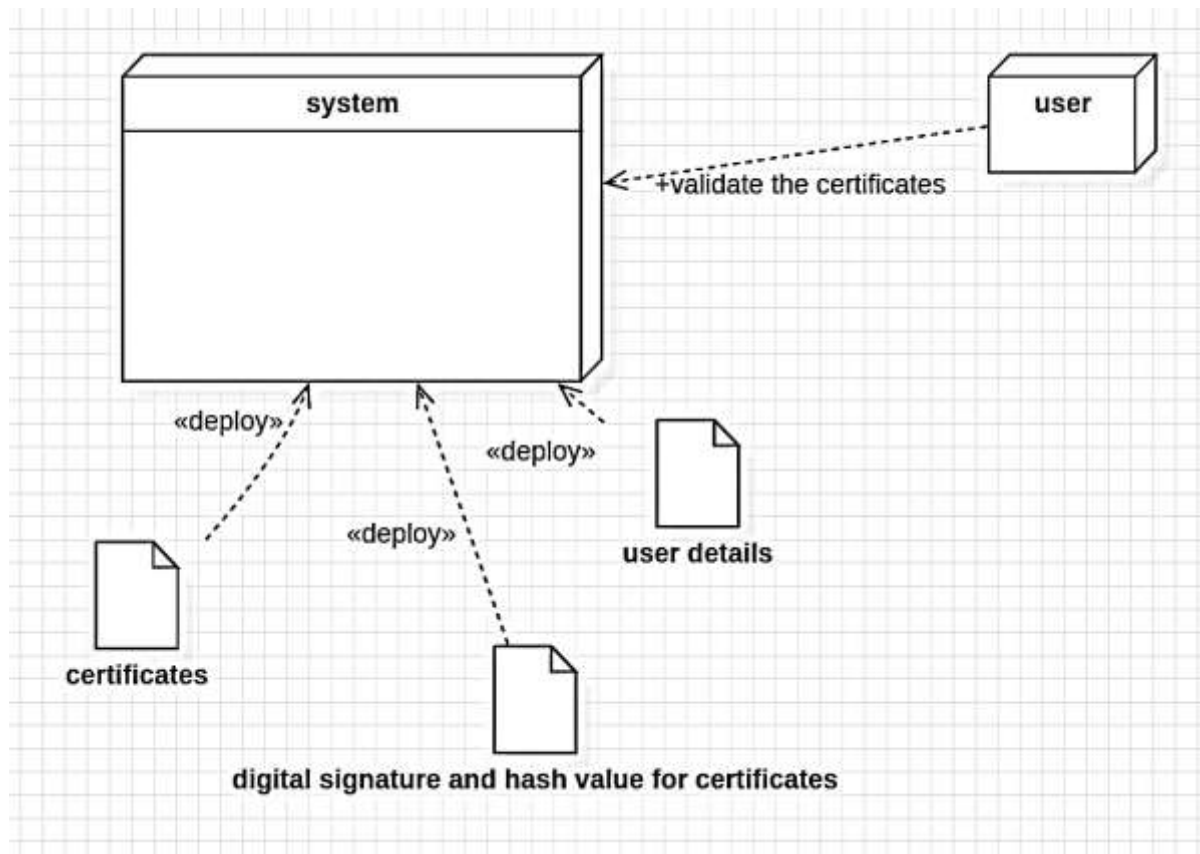 system
user
+validate the certificates
«deploy»
«deploy»
«deploy»
user details
certificates
digital signature and hash value for certificates